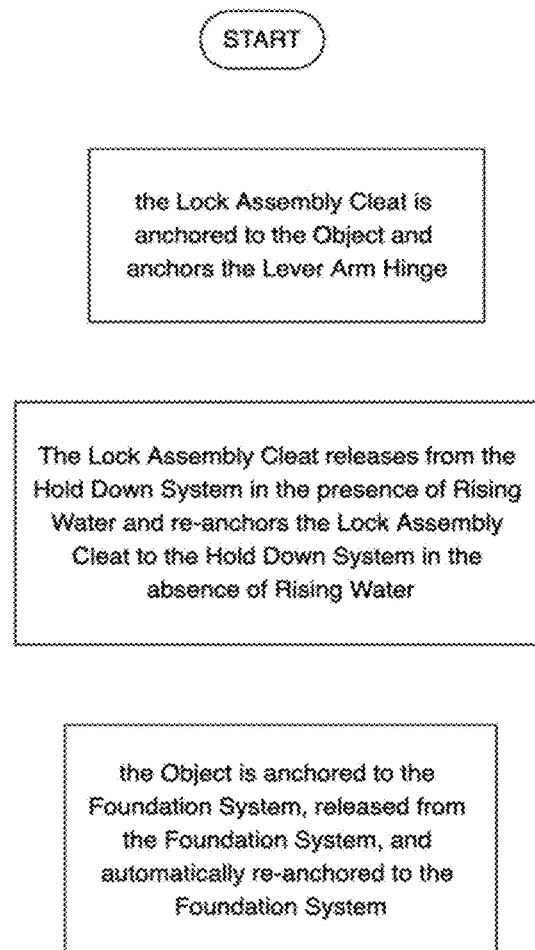 START
the Lock Assembly Cleat is
anchored to the Object and
anchors the Lever Arm Hinge
The Lock Assembly Cleat releases from the
Hold Down System in the presence of Rising
Water and re-anchors the Lock Assembly
Cleat to the Hold Down System in the
absence of Rising Water
the Object is anchored to the
Foundation System, released from
the Foundation System, and
automatically re-anchored to the
Foundation System